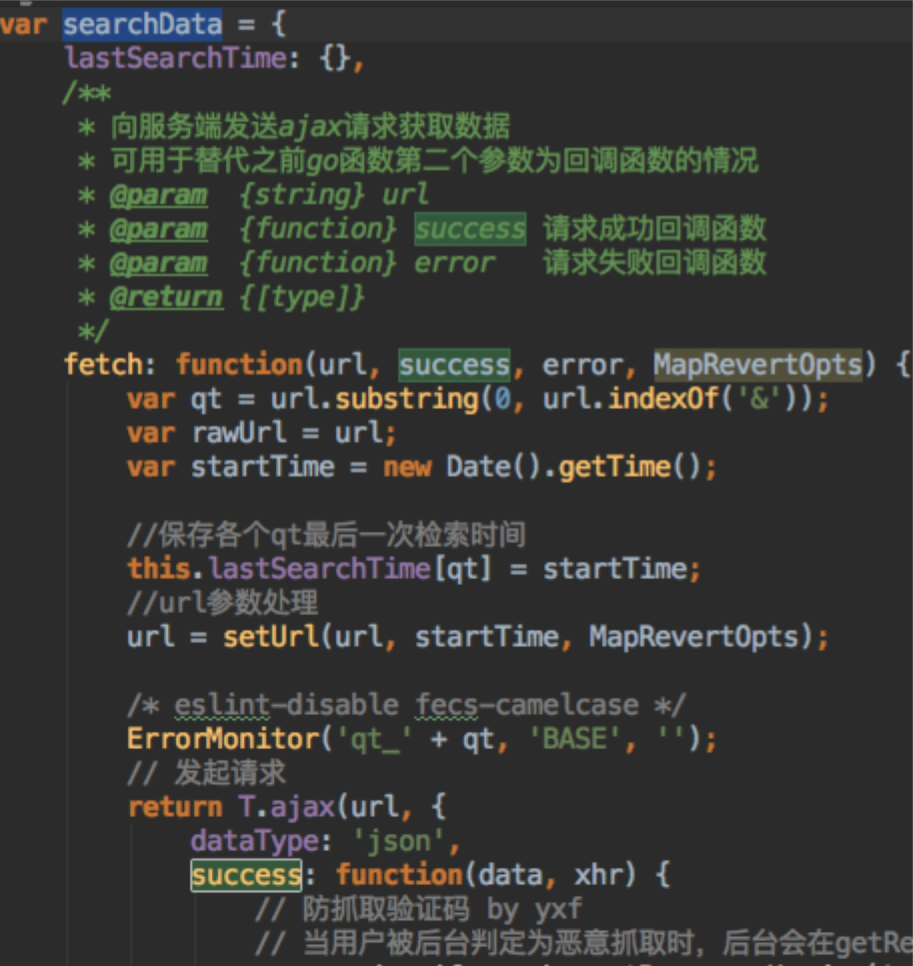 var searchData = {
lastSearchTime: {},
/**
* 向服务端发送ajax请求获取数据
* 可用于替代之前go函数第二个参数为回调函数的情况
* @param {string} url
* @param {function} success 请求成功回调函数
* @param {function} error 请求失败回调函数
* @return {[type]}
*/
fetch: function(url, success, error, MapRevertOpts) {
var qt = url.substring(0, url.indexOf('&'));
var rawUrl = url;
var startTime = new Date().getTime();
//保存各个qt最后一次检索时间
this.lastSearchTime[qt] = startTime;
//url参数处理
url = setUrl(url, startTime, MapRevertOpts);
/* eslint-disable fecs-camelcase */
ErrorMonitor('qt_' + qt, 'BASE', '');
// 发起请求
return T.ajax(url, {
dataType: 'json',
success: function(data, xhr) {
// 防抓取验证码 by yxf
// 当用户被后台判定为恶意抓取时，后台会在getRe